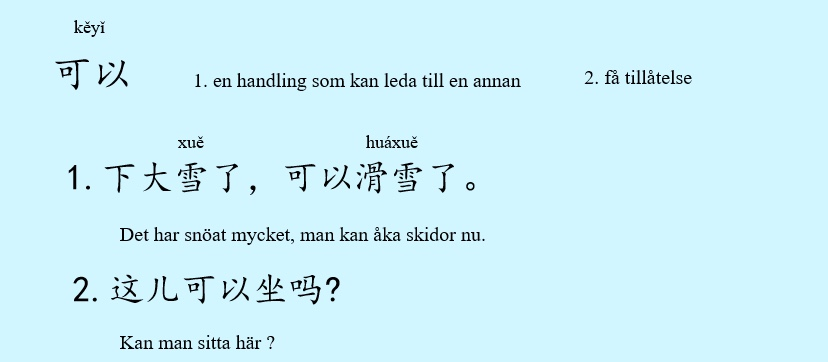 kěyǐ
可以 1. en handling som kan leda till en annan 2. få tillåtelse
xuě huáxuě
1. 下大雪了，可以滑雪了。
Det har snöat mycket, man kan åka skidor nu.
2. 这儿可以坐吗?
Kan man sitta här ?